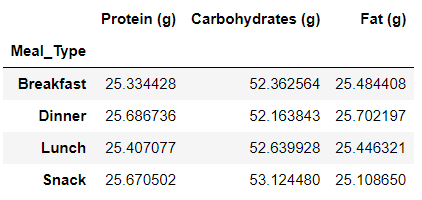 Protein (g) Carbohydrates (g) Fat (g)
Meal_Type
Breakfast 25.334428 52.362564 25.484408
Dinner 25.686736 52.163843 25.702197
Lunch 25.407077 52.639928 25.446321
Snack 25.670502 53.124480 25.108650